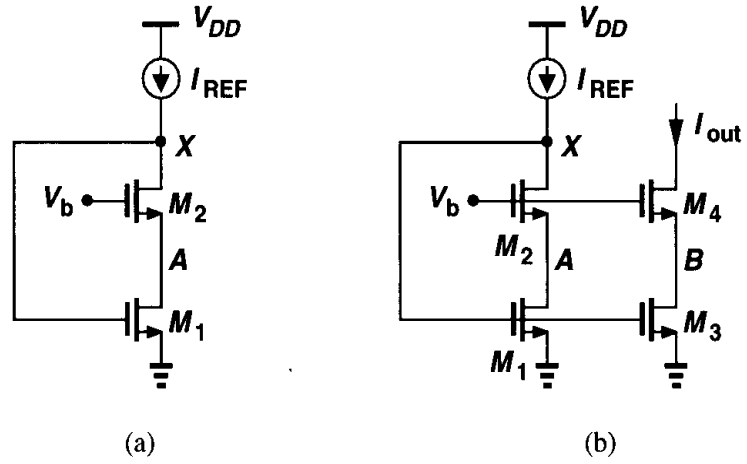 V_DD
I_REF
X
V_b
M_2
A
M_1
(a)
V_DD
I_REF
X
I_out
V_b
M_2
M_4
A
B
M_1
M_3
(b)